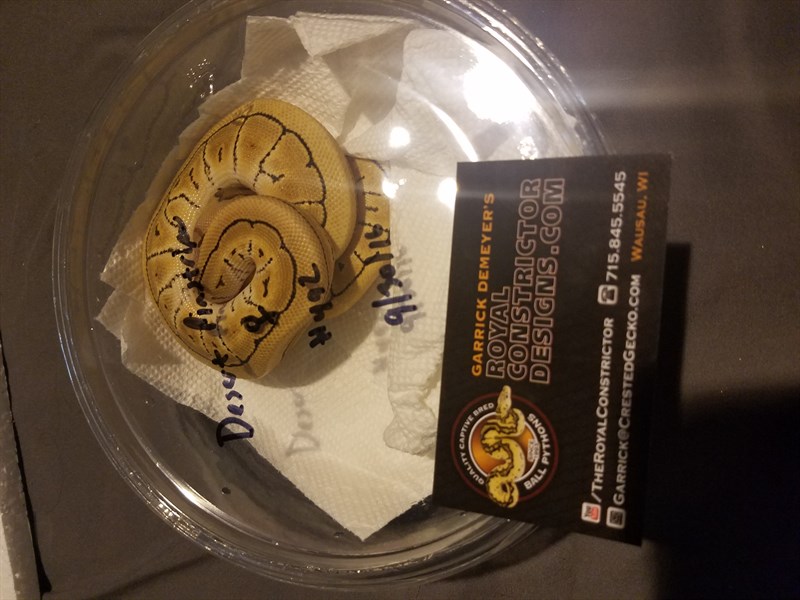 Desert Pinstripe
♀
#492
9/30/16
GARRICK DEMEYER'S
ROYAL
CONSTRICTOR
DESIGNS.COM
QUALITY CAPTIVE BRED
BALL PYTHONS
/THEROYALCONSTRICTOR 715.845.5545
GARRICK@CRESTEDGECKO.COM WAUSAU, WI